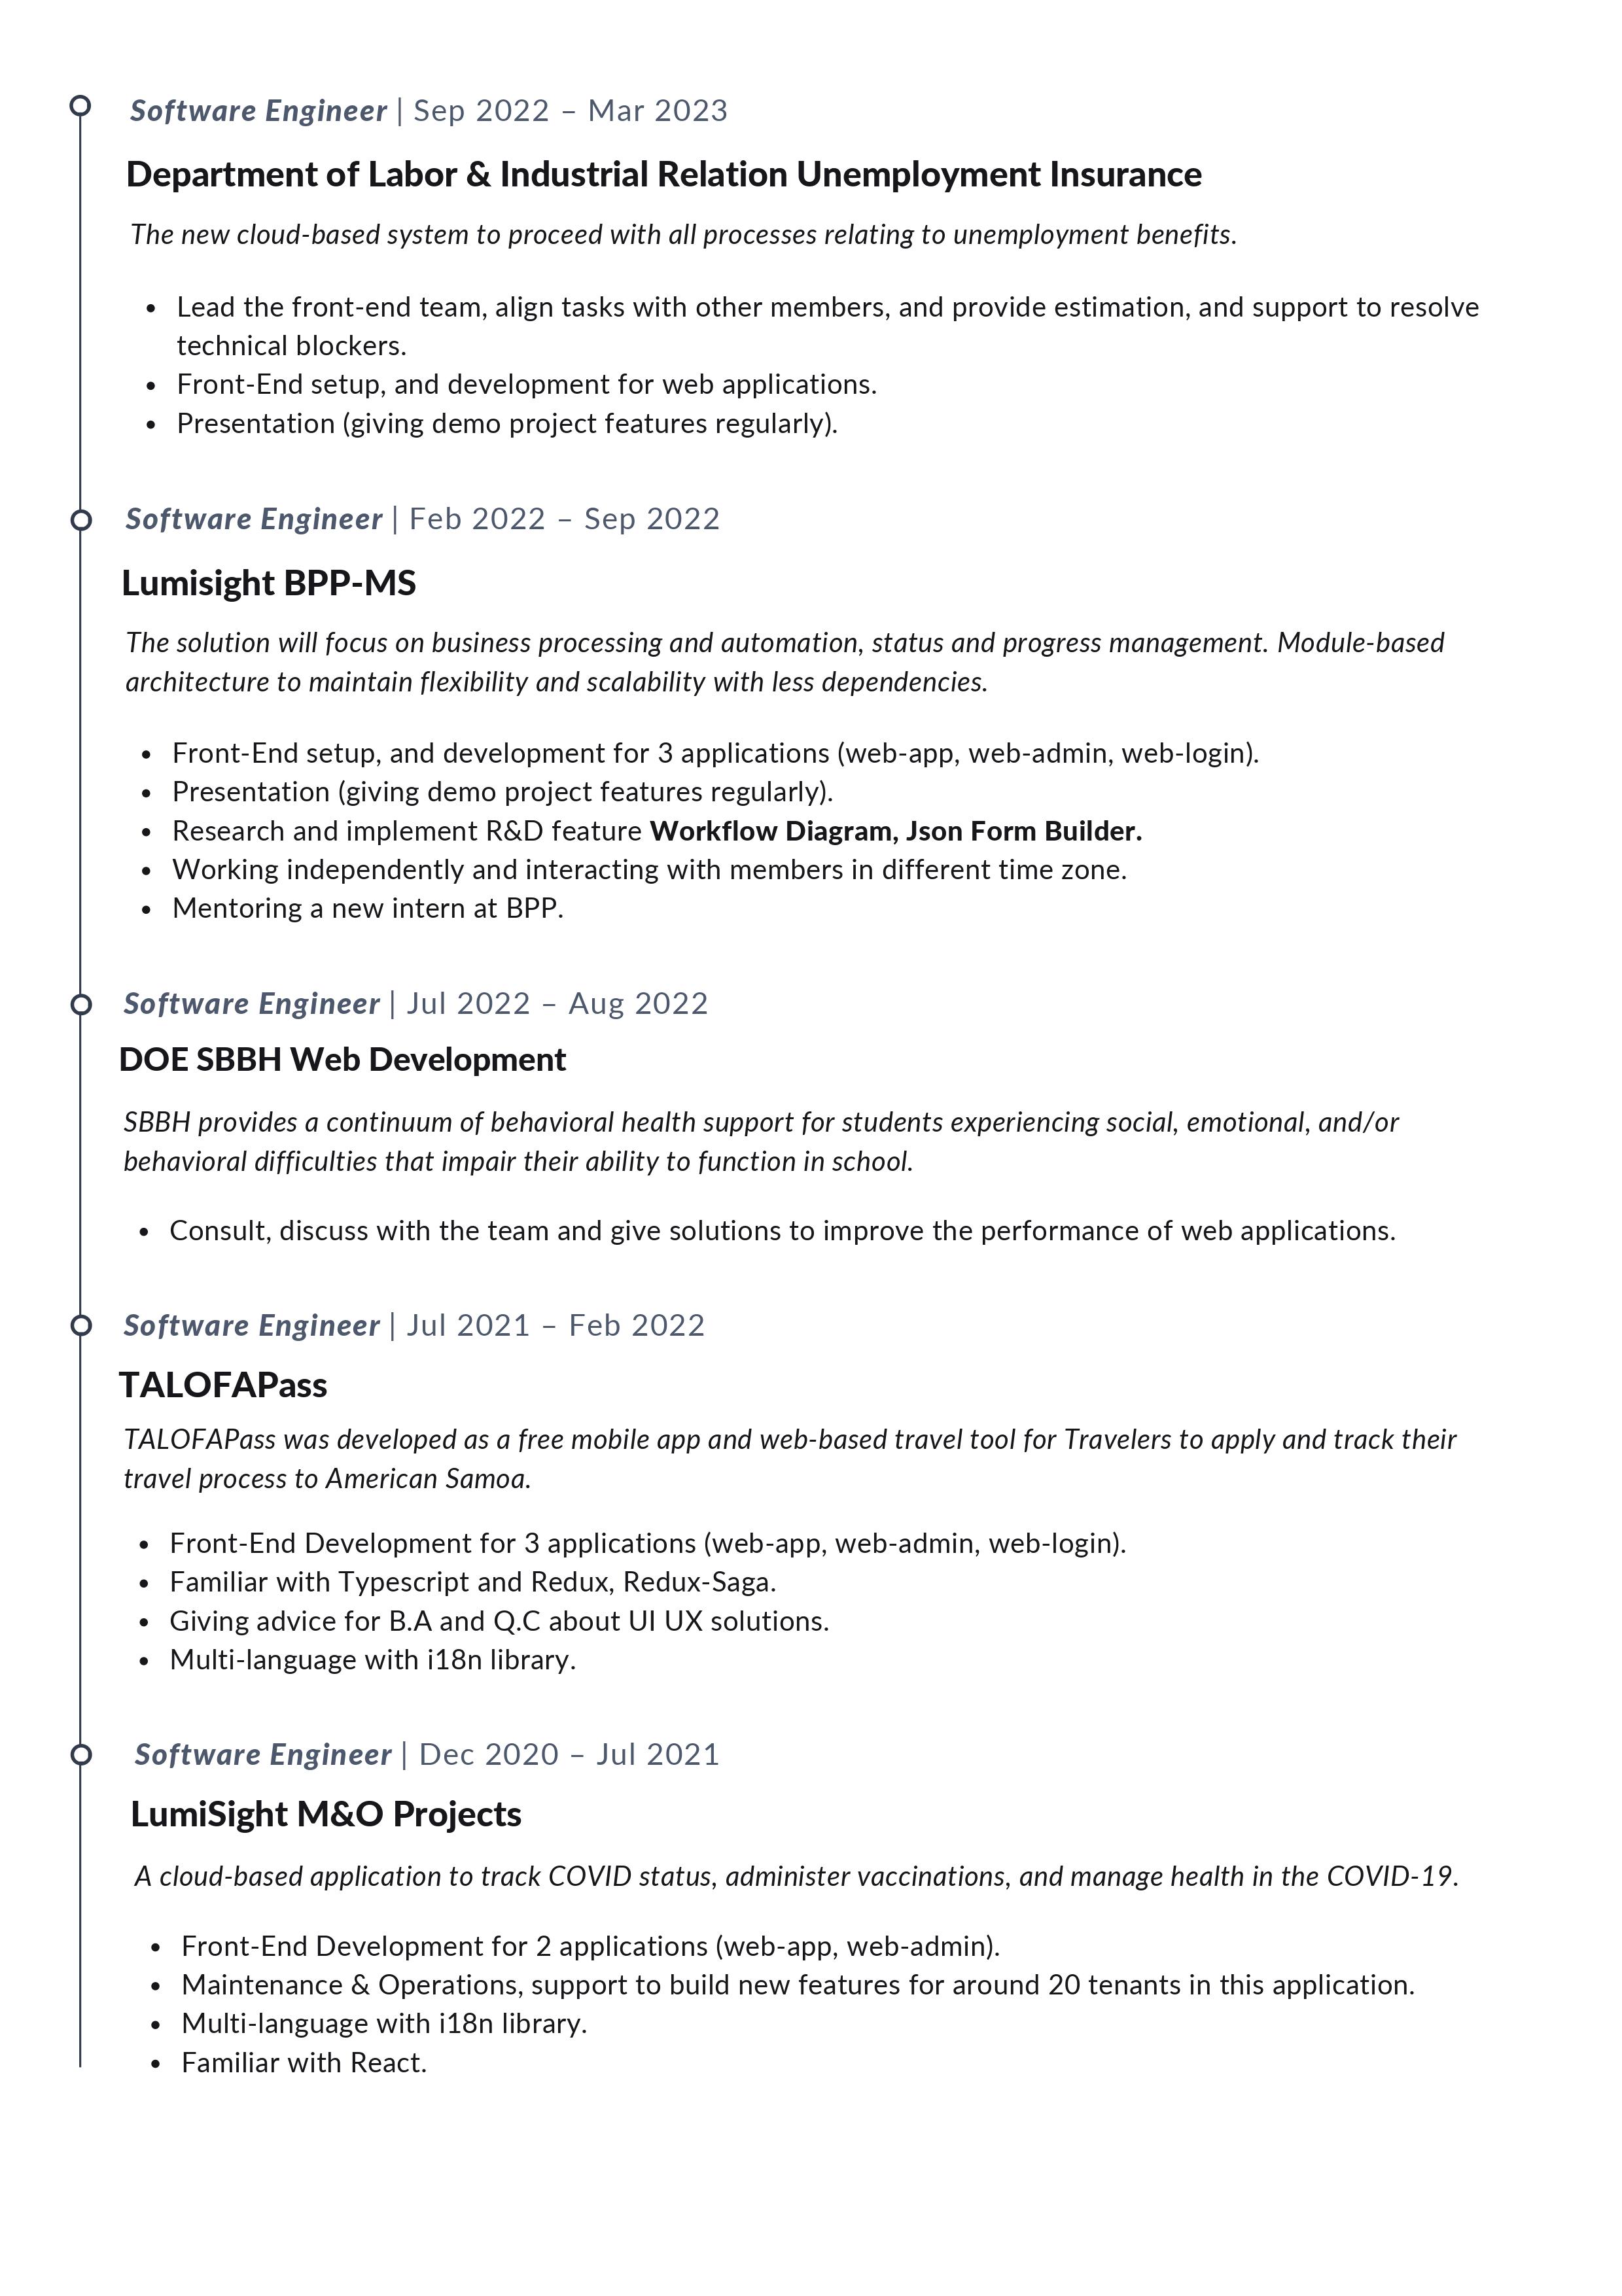 Software Engineer | Sep 2022 – Mar 2023
Department of Labor & Industrial Relation Unemployment Insurance
The new cloud-based system to proceed with all processes relating to unemployment benefits.
• Lead the front-end team, align tasks with other members, and provide estimation, and support to resolve
technical blockers.
• Front-End setup, and development for web applications.
• Presentation (giving demo project features regularly).
Software Engineer | Feb 2022 – Sep 2022
Lumisight BPP-MS
The solution will focus on business processing and automation, status and progress management. Module-based
architecture to maintain flexibility and scalability with less dependencies.
• Front-End setup, and development for 3 applications (web-app, web-admin, web-login).
• Presentation (giving demo project features regularly).
• Research and implement R&D feature Workflow Diagram, Json Form Builder.
• Working independently and interacting with members in different time zone.
• Mentoring a new intern at BPP.
Software Engineer | Jul 2022 – Aug 2022
DOE SBBH Web Development
SBBH provides a continuum of behavioral health support for students experiencing social, emotional, and/or
behavioral difficulties that impair their ability to function in school.
• Consult, discuss with the team and give solutions to improve the performance of web applications.
Software Engineer | Jul 2021 – Feb 2022
TALOFAPass
TALOFAPass was developed as a free mobile app and web-based travel tool for Travelers to apply and track their
travel process to American Samoa.
• Front-End Development for 3 applications (web-app, web-admin, web-login).
• Familiar with Typescript and Redux, Redux-Saga.
• Giving advice for B.A and Q.C about UI UX solutions.
• Multi-language with i18n library.
Software Engineer | Dec 2020 – Jul 2021
LumiSight M&O Projects
A cloud-based application to track COVID status, administer vaccinations, and manage health in the COVID-19.
• Front-End Development for 2 applications (web-app, web-admin).
• Maintenance & Operations, support to build new features for around 20 tenants in this application.
• Multi-language with i18n library.
• Familiar with React.